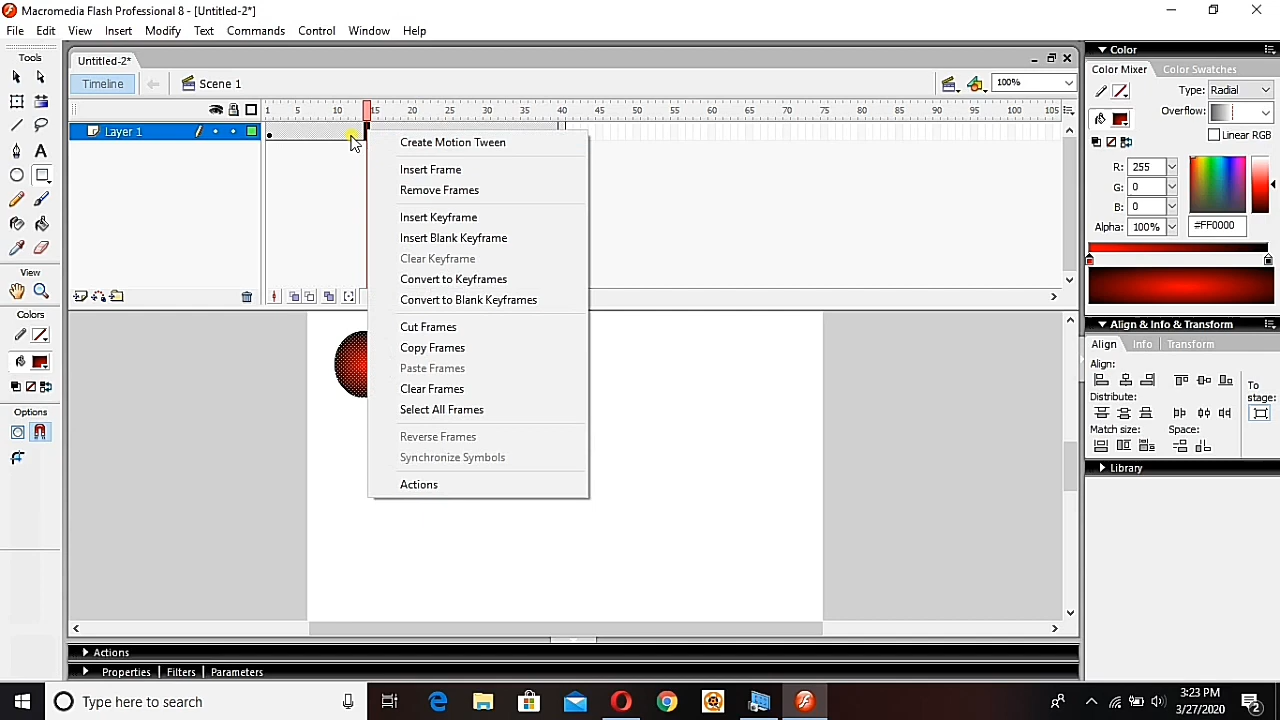 Macromedia Flash Professional 8 - [Untitled-2*]
File Edit View Insert Modify Text Commands Control Window Help
Tools
Untitled-2*
Timeline
Scene 1
100%
1 5 10 15 20 25 30 35 40 45 50 55 60 65 70 75 80 85 90 95 100 105
Layer 1
Create Motion Tween
Insert Frame
Remove Frames
Insert Keyframe
Insert Blank Keyframe
Clear Keyframe
Convert to Keyframes
Convert to Blank Keyframes
Cut Frames
Copy Frames
Paste Frames
Clear Frames
Select All Frames
Reverse Frames
Synchronize Symbols
Actions
View
Colors
Options
Color
Color Mixer Color Swatches
Type: Radial
Overflow:
Linear RGB
R: 255
G: 0
B: 0
Alpha: 100% #FF0000
Align & Info & Transform
Align Info Transform
Align:
Distribute:
Match size: Space:
To
stage:
Library
Actions
Properties Filters Parameters
Type here to search
3:23 PM
3/27/2020
2